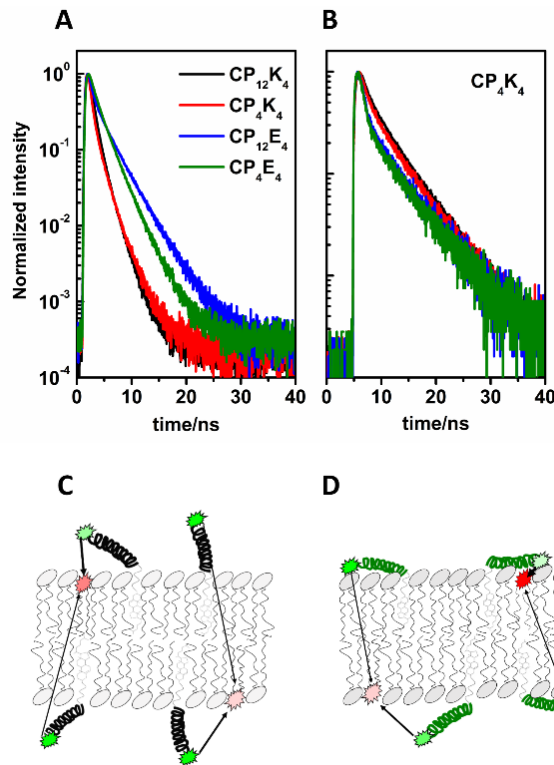 A
B
CP12K4
CP4K4
CP12E4
CP4E4
CP4K4
Normalized intensity
10^0
10^-1
10^-2
10^-3
10^-4
0 10 20 30 40
0 10 20 30 40
time/ns
time/ns
C
D